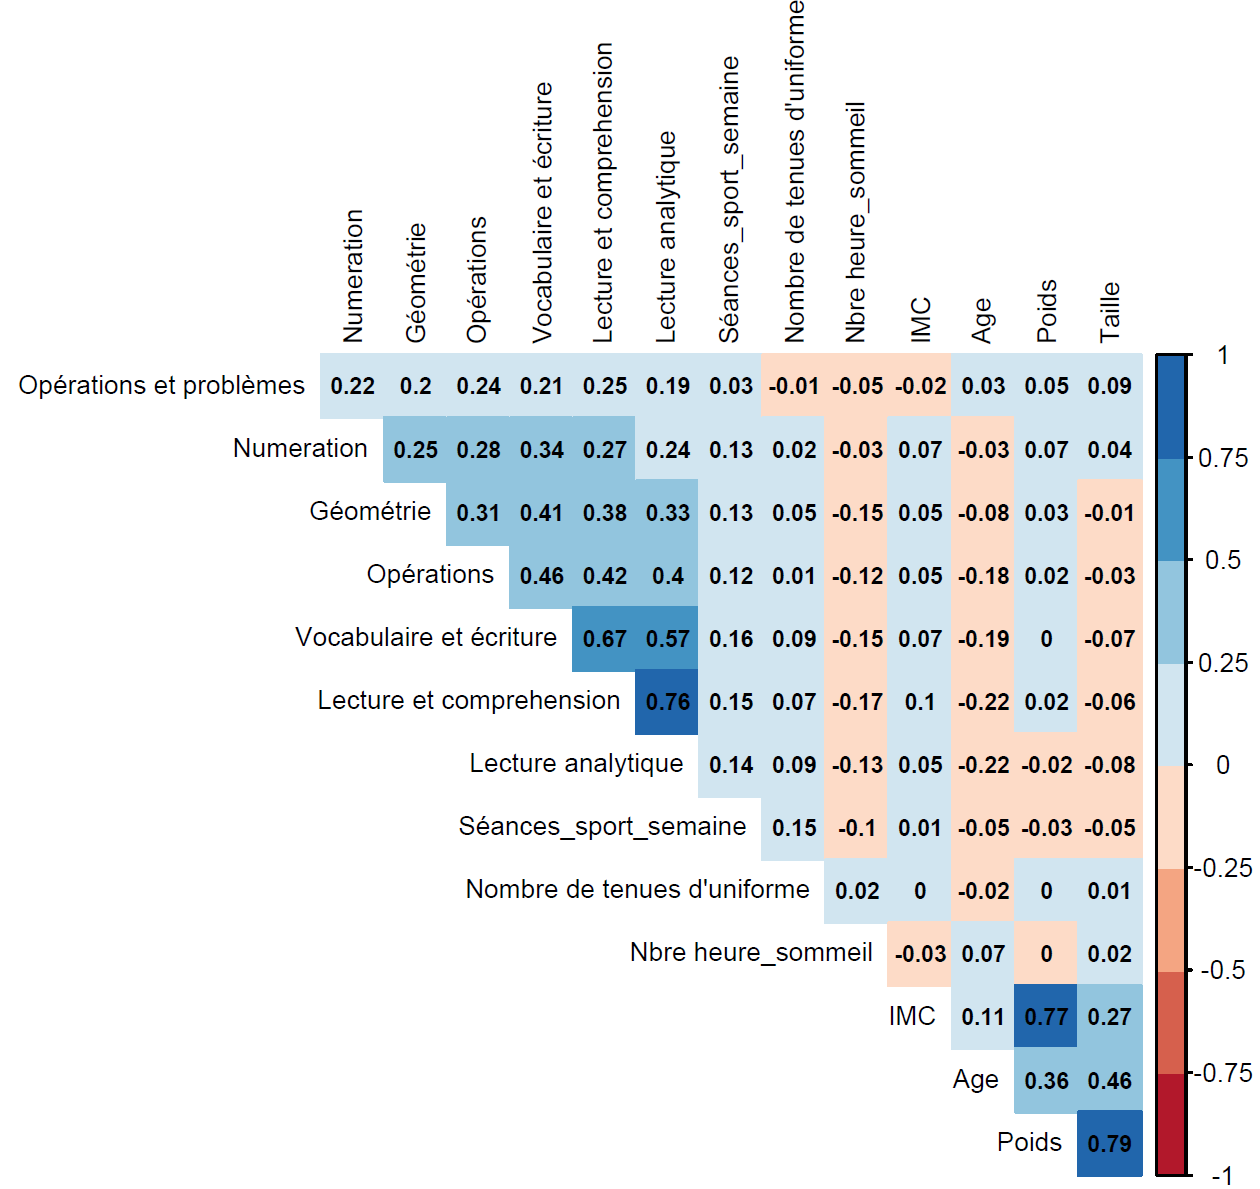 Numeration
Géométrie
Opérations
Vocabulaire et écriture
Lecture et comprehension
Lecture analytique
Séances_sport_semaine
Nombre de tenues d'uniforme
Nbre heure_sommeil
IMC
Age
Poids
Taille
Opérations et problèmes 0.22 0.2 0.24 0.21 0.25 0.19 0.03 -0.01 -0.05 -0.02 0.03 0.05 0.09
Numeration 0.25 0.28 0.34 0.27 0.24 0.13 0.02 -0.03 0.07 -0.03 0.07 0.04
Géométrie 0.31 0.41 0.38 0.33 0.13 0.05 -0.15 0.05 -0.08 0.03 -0.01
Opérations 0.46 0.42 0.4 0.12 0.01 -0.12 0.05 -0.18 0.02 -0.03
Vocabulaire et écriture 0.67 0.57 0.16 0.09 -0.15 0.07 -0.19 0 -0.07
Lecture et comprehension 0.76 0.15 0.07 -0.17 0.1 -0.22 0.02 -0.06
Lecture analytique 0.14 0.09 -0.13 0.05 -0.22 -0.02 -0.08
Séances_sport_semaine 0.15 -0.1 0.01 -0.05 -0.03 -0.05
Nombre de tenues d'uniforme 0.02 0 -0.02 0 0.01
Nbre heure_sommeil -0.03 0.07 0 0.02
IMC 0.11 0.77 0.27
Age 0.36 0.46
Poids 0.79
1
0.75
0.5
0.25
0
-0.25
-0.5
-0.75
-1